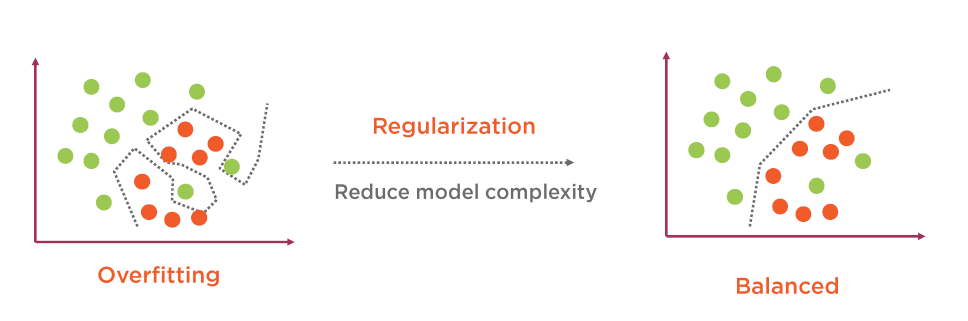 Regularization
Reduce model complexity
Overfitting
Balanced